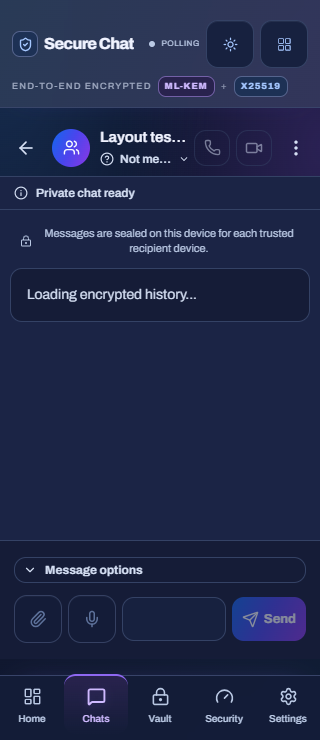 Secure Chat
POLLING
END-TO-END ENCRYPTED ML-KEM + X25519
Layout tes...
Not me...
Private chat ready
Messages are sealed on this device for each trusted
recipient device.
Loading encrypted history...
Message options
Send
Home Chats Vault Security Settings